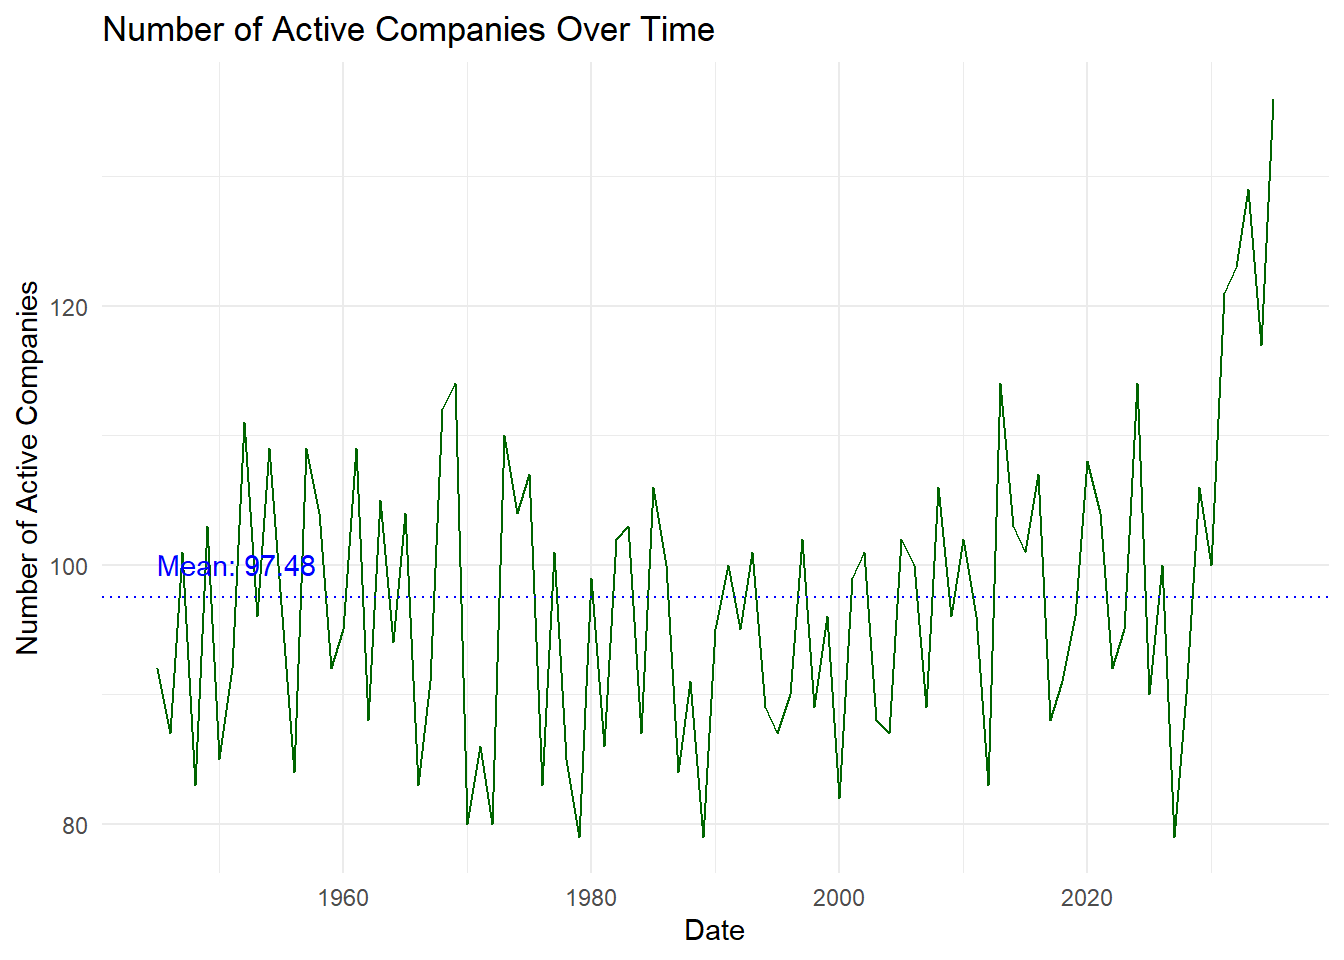 Number of Active Companies Over Time
Number of Active Companies
120
100
80
Mean: 97.48
1960
1980
2000
2020
Date